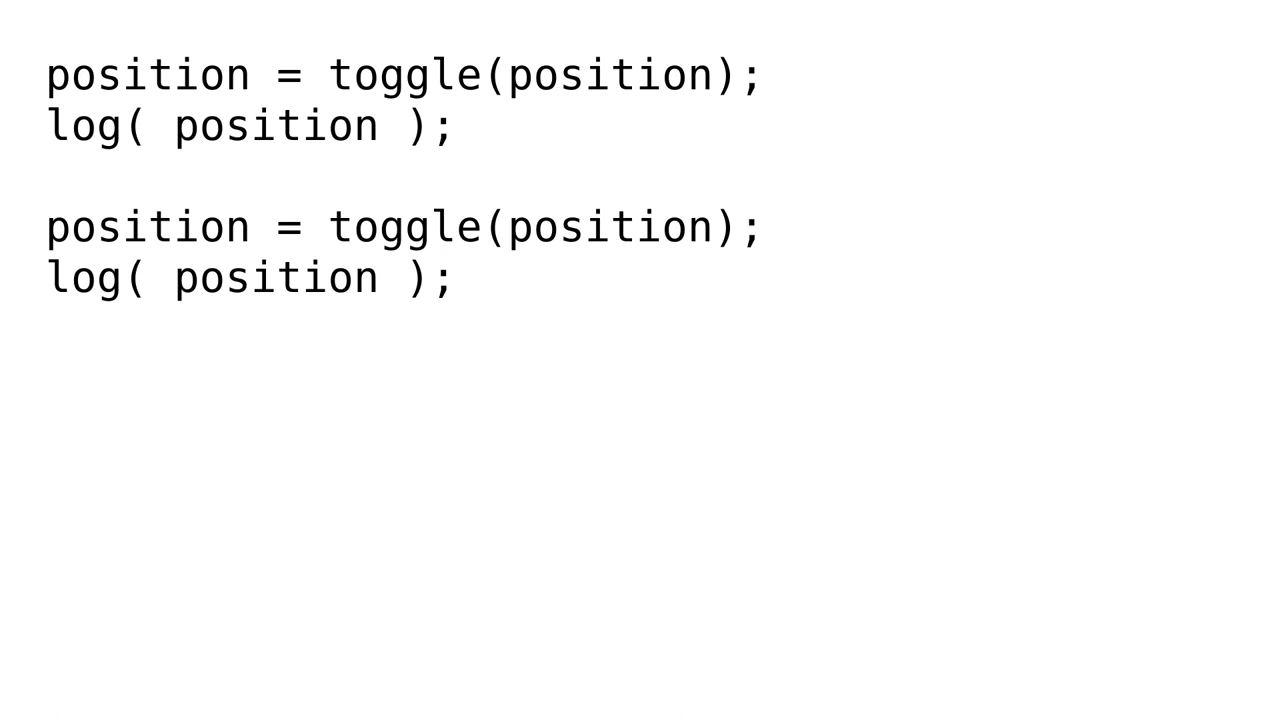 position = toggle(position);
log( position );

position = toggle(position);
log( position );